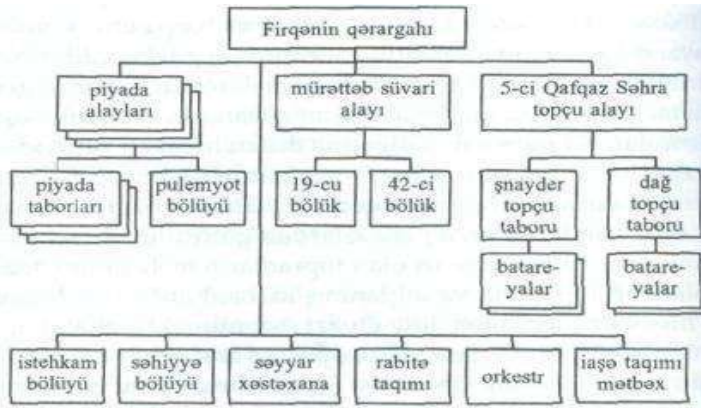 Firqənin qərargahı
piyada
alayları
mürəttəb süvari
alayı
5-ci Qafqaz Səhra
topçu alayı
piyada
taborları
pulemyot
bölüyü
19-cu
bölük
42-ci
bölük
şnayder
topçu
taboru
dağ
topçu
taboru
batare-
yalar
batare-
yalar
istehkam
bölüyü
səhiyyə
bölüyü
səyyar
xəstəxana
rabitə
taqımı
orkestr
iaşə taqımı
mətbəx